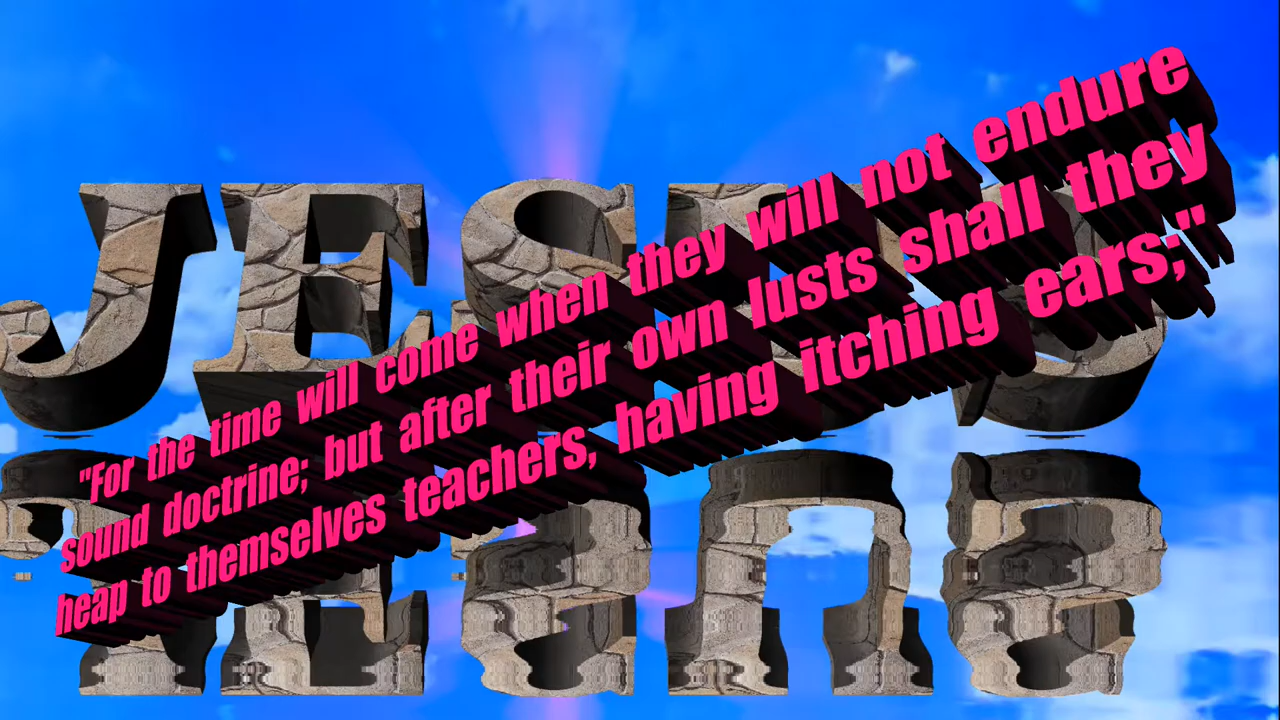 JESUS
"For the time will come when they will not endure
sound doctrine; but after their own lusts shall they
heap to themselves teachers, having itching ears;"